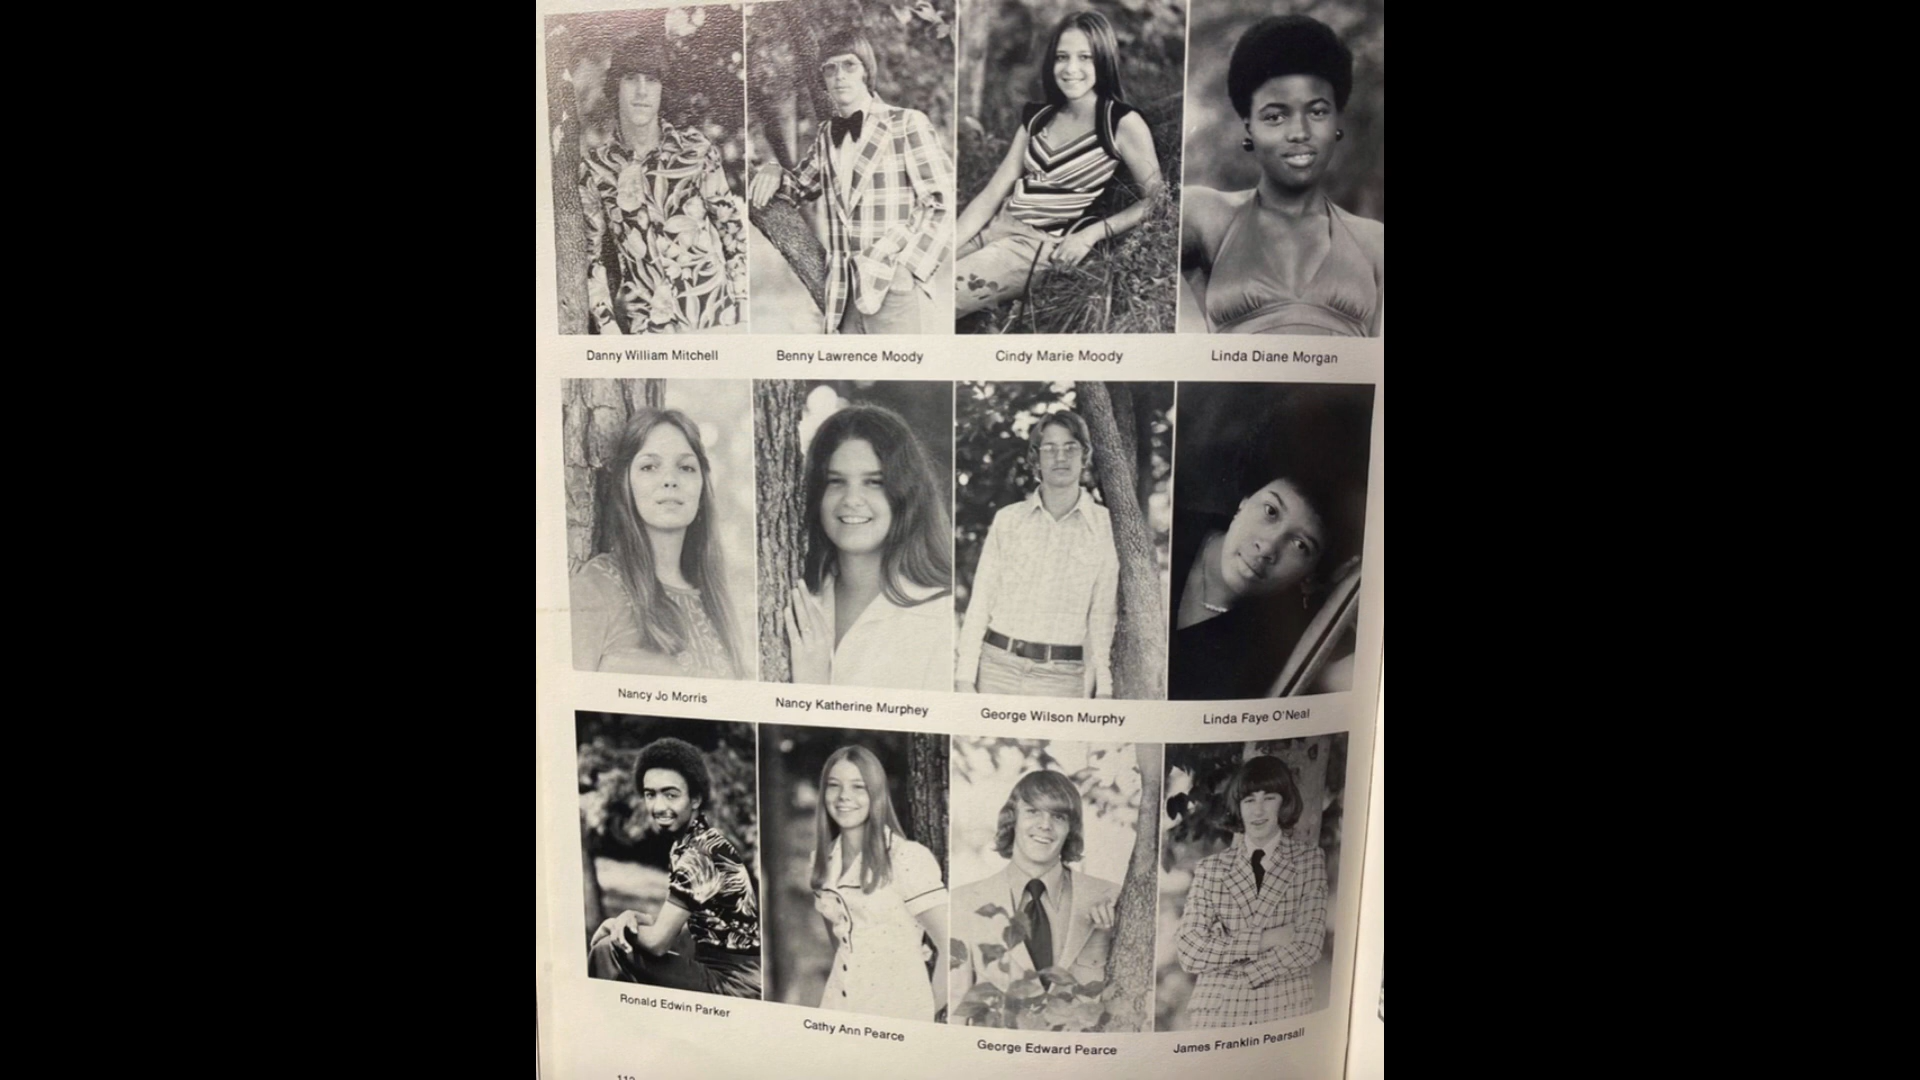 Danny William Mitchell
Benny Lawrence Moody
Cindy Marie Moody
Linda Diane Morgan
Nancy Jo Morris
Nancy Katherine Murphey
George Wilson Murphy
Linda Faye O'Neal
Ronald Edwin Parker
Cathy Ann Pearce
George Edward Pearce
James Franklin Pearsall